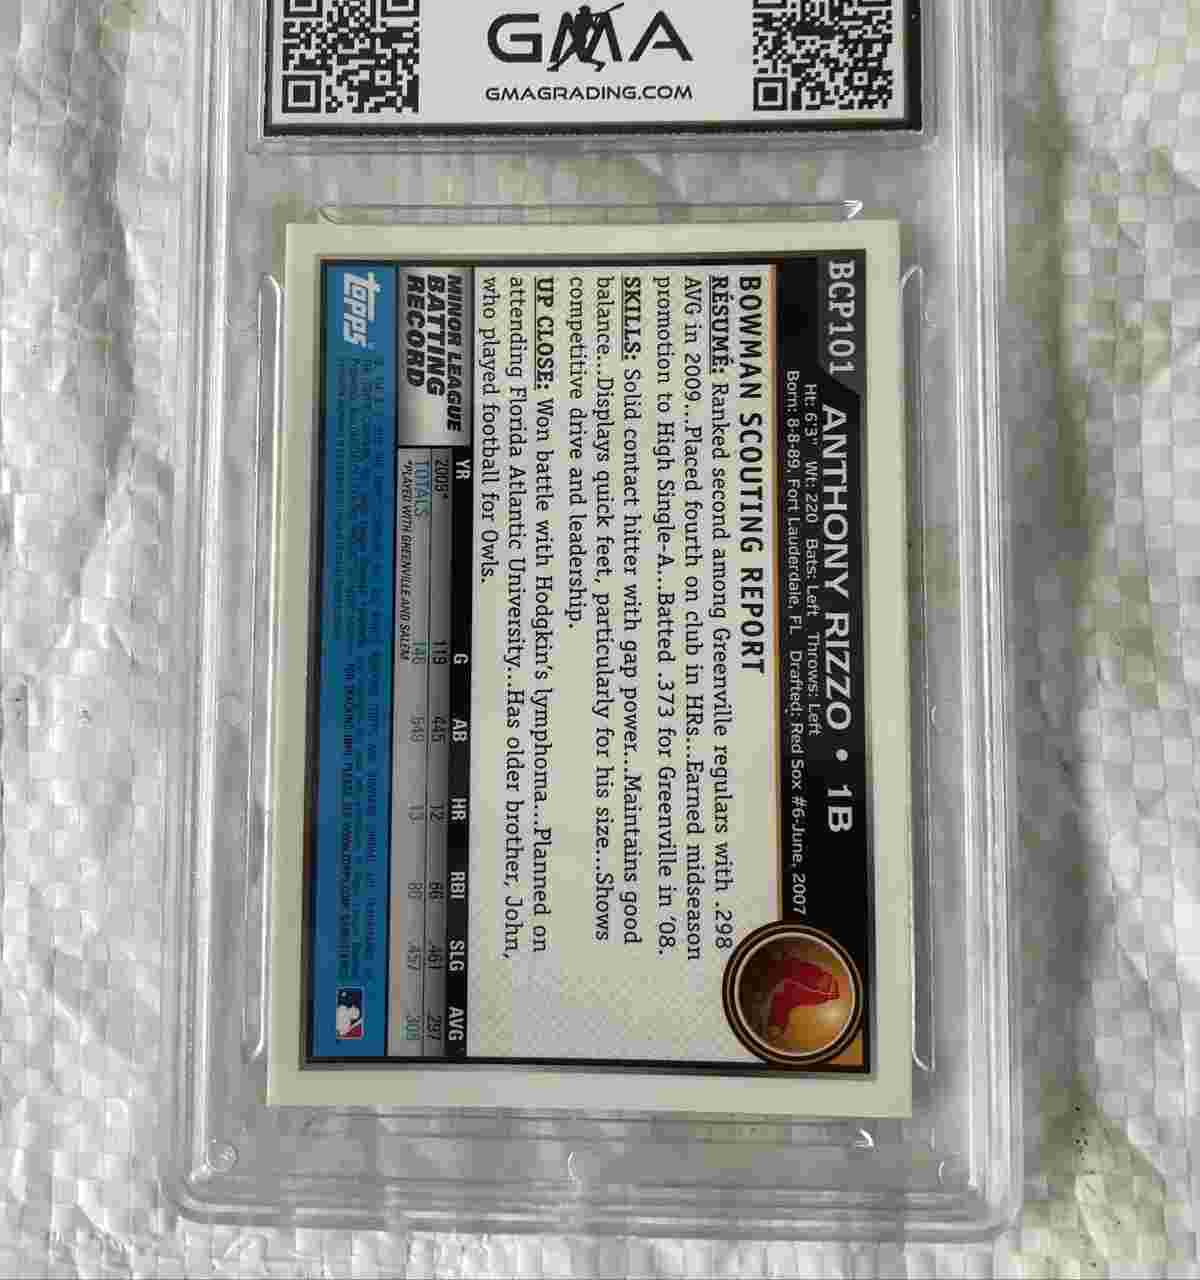 GMA
GMAGRADING.COM
BCP101
ANTHONY RIZZO • 1B
Ht: 6'3" Wt: 220 Bats: Left Throws: Left
Born: 8-8-89, Fort Lauderdale, FL Drafted: Red Sox #6-June, 2007
BOWMAN SCOUTING REPORT
RÉSUMÉ: Ranked second among Greenville regulars with .298
AVG in 2009...Placed fourth on club in HRs...Earned midseason
promotion to High Single-A...Batted .373 for Greenville in '08.
SKILLS: Solid contact hitter with gap power...Maintains good
balance...Displays quick feet, particularly for his size...Shows
competitive drive and leadership.
UP CLOSE: Won battle with Hodgkin's lymphoma...Planned on
attending Florida Atlantic University...Has older brother, John,
who played football for Owls.
MINOR LEAGUE
BATTING
RECORD
YR G AB HR RBI SLG AVG
119 445 12 66 .461 .297
TOTALS 146 549 13 .457
*PLAYED WITH GREENVILLE AND SALEM
topps